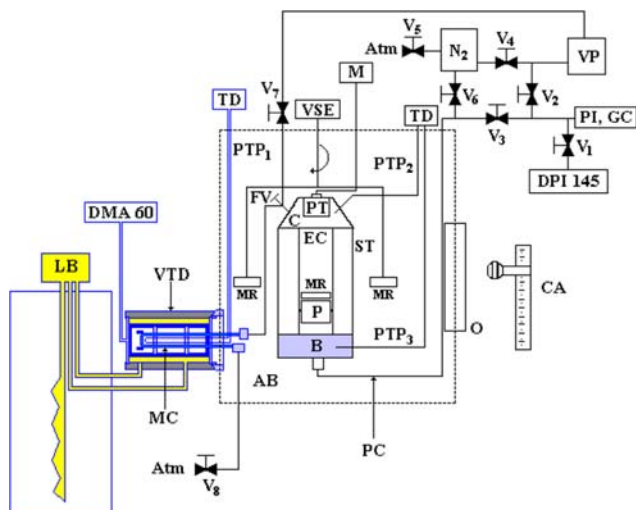 V5
Atm
N2
V4
VP
M
V7
V6
V2
TD
VSE
TD
V3
PI, GC
PTP1
PTP2
V1
FV
PT
DPI 145
DMA 60
C
EC
ST
LB
VTD
MR
MR
MR
CA
P
O
PTP3
B
AB
MC
PC
Atm
V8